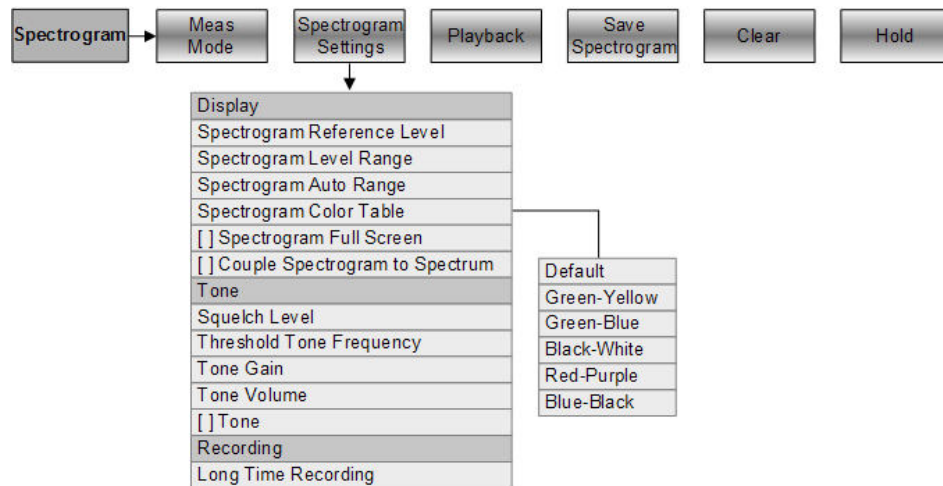 Spectrogram
Meas
Mode
Spectrogram
Settings
Playback
Save
Spectrogram
Clear
Hold
Display
Spectrogram Reference Level
Spectrogram Level Range
Spectrogram Auto Range
Spectrogram Color Table
[ ] Spectrogram Full Screen
[ ] Couple Spectrogram to Spectrum
Tone
Squelch Level
Threshold Tone Frequency
Tone Gain
Tone Volume
[ ] Tone
Recording
Long Time Recording
Default
Green-Yellow
Green-Blue
Black-White
Red-Purple
Blue-Black